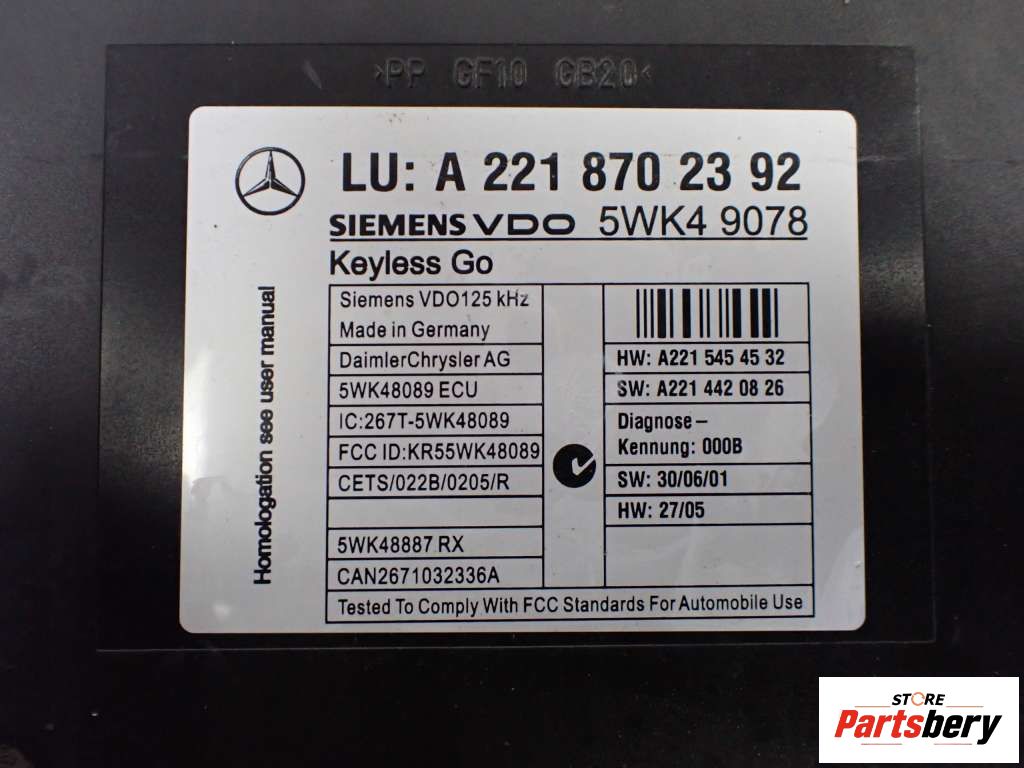 >PP GF10 GB20<
LU: A 221 870 23 92
SIEMENS VDO 5WK4 9078
Keyless Go
Homologation see user manual
Siemens VDO125 kHz
Made in Germany
DaimlerChrysler AG
5WK48089 ECU
IC:267T-5WK48089
FCC ID:KR55WK48089
CETS/022B/0205/R
5WK48887 RX
CAN2671032336A
HW: A221 545 45 32
SW: A221 442 08 26
Diagnose–
Kennung: 000B
SW: 30/06/01
HW: 27/05
Tested To Comply With FCC Standards For Automobile Use
STORE
Partsbery